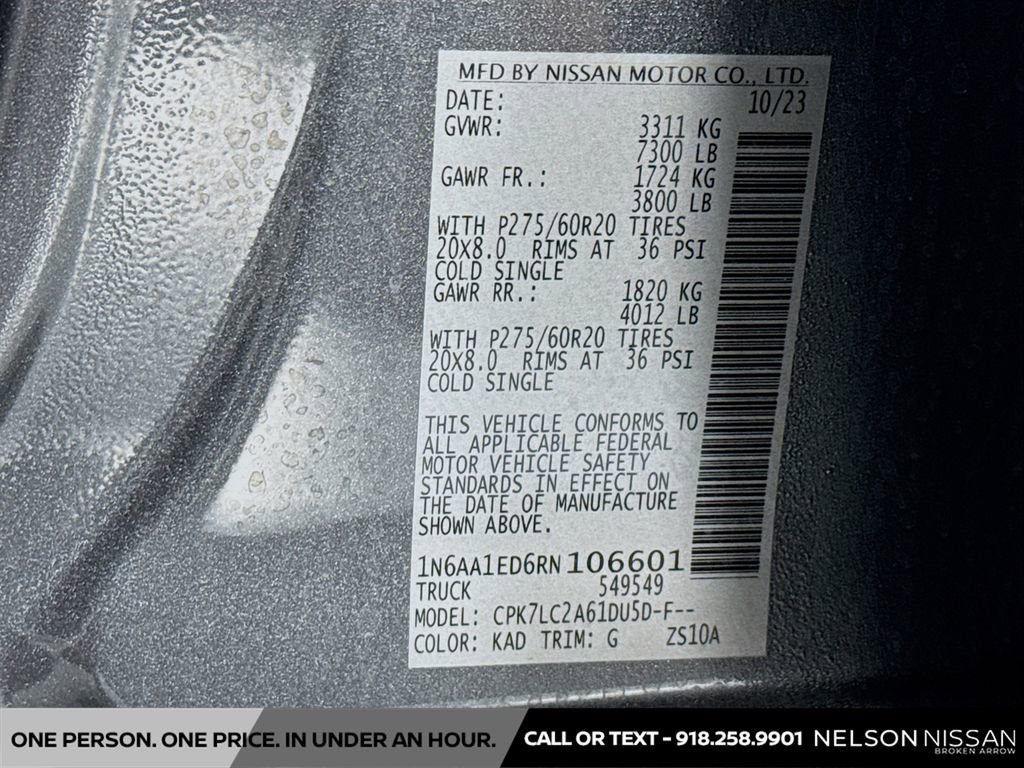 MFD BY NISSAN MOTOR CO., LTD.
DATE: 10/23
GVWR: 3311 KG
7300 LB
GAWR FR.: 1724 KG
3800 LB
WITH P275/60R20 TIRES
20X8.0 RIMS AT 36 PSI
COLD SINGLE
GAWR RR.: 1820 KG
4012 LB
WITH P275/60R20 TIRES
20X8.0 RIMS AT 36 PSI
COLD SINGLE
THIS VEHICLE CONFORMS TO
ALL APPLICABLE FEDERAL
MOTOR VEHICLE SAFETY
STANDARDS IN EFFECT ON
THE DATE OF MANUFACTURE
SHOWN ABOVE.
1N6AA1ED6RN106601
TRUCK 549549
MODEL: CPK7LC2A61DU5D-F--
COLOR: KAD TRIM: G ZS10A
ONE PERSON. ONE PRICE. IN UNDER AN HOUR. CALL OR TEXT - 918.258.9901 NELSON NISSAN
BROKEN ARROW